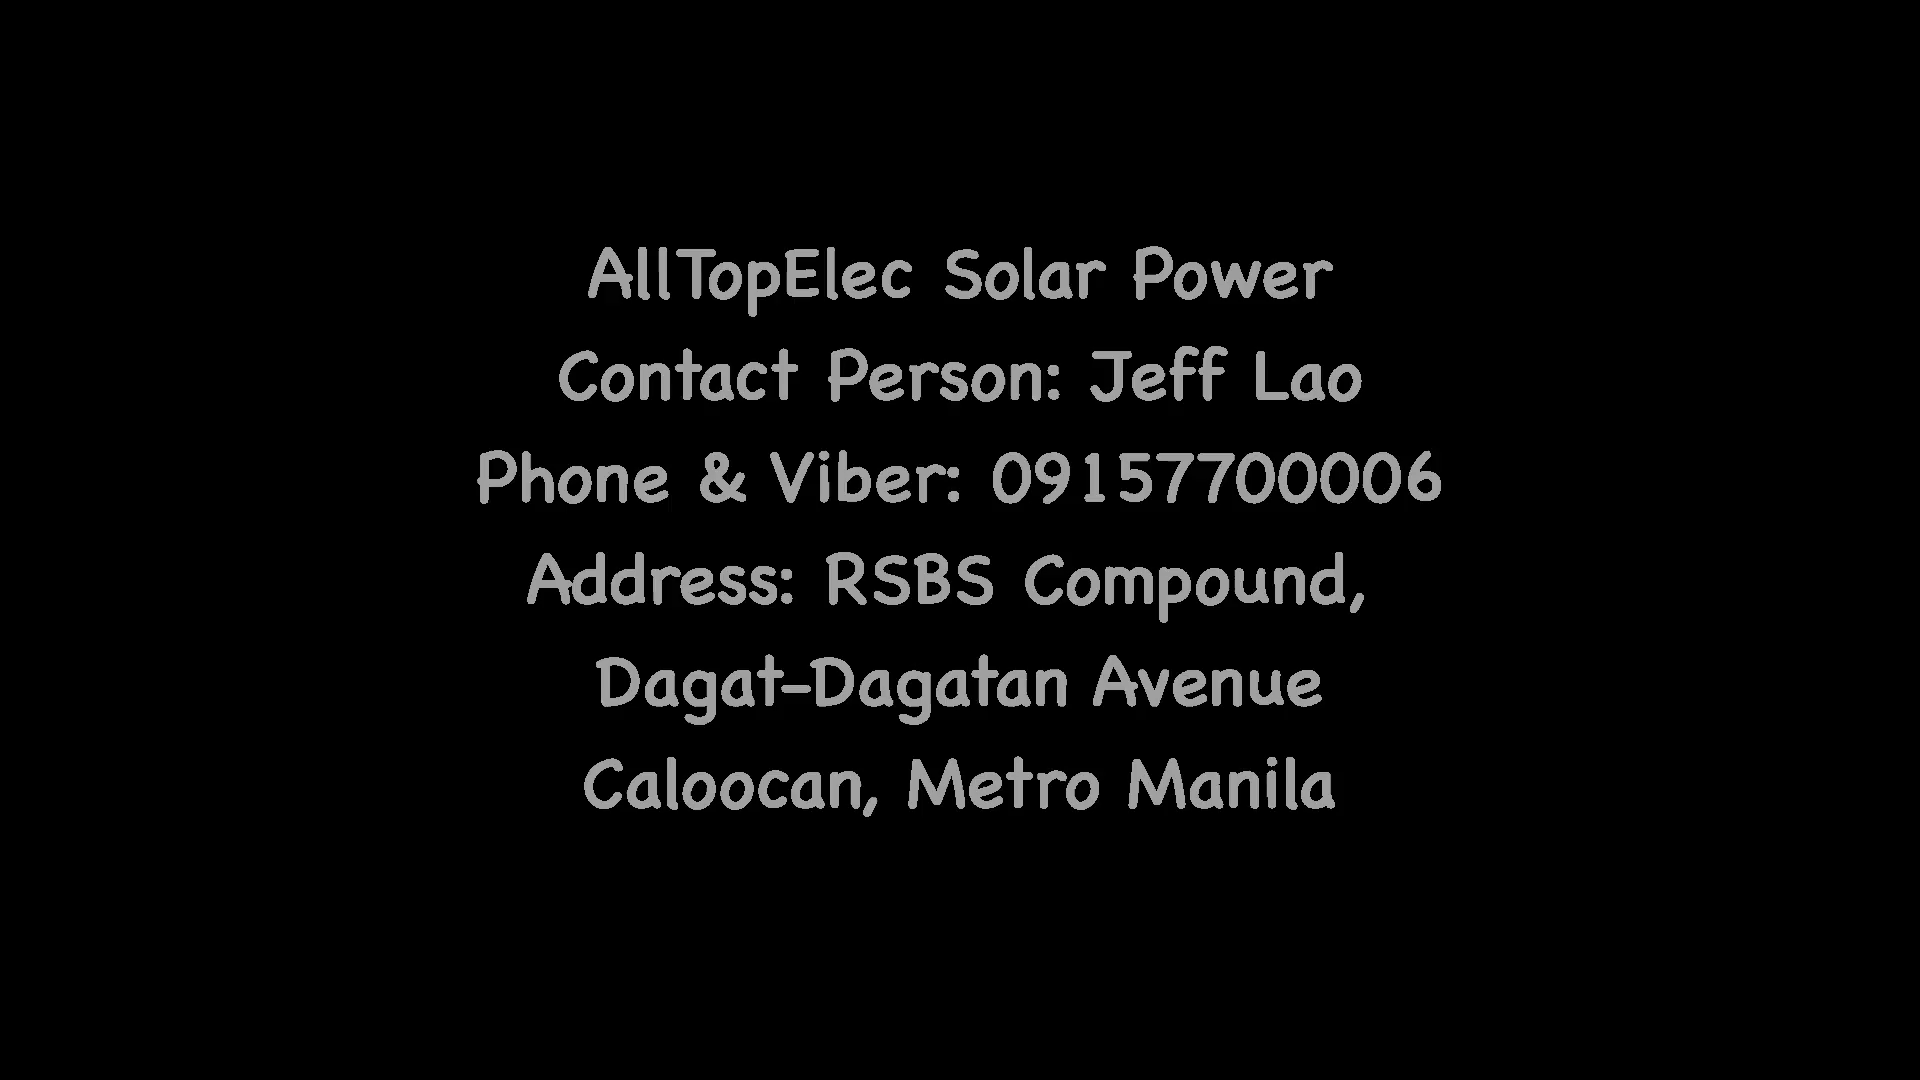 AllTopElec Solar Power
Contact Person: Jeff Lao
Phone & Viber: 09157700006
Address: RSBS Compound,
Dagat-Dagatan Avenue
Caloocan, Metro Manila